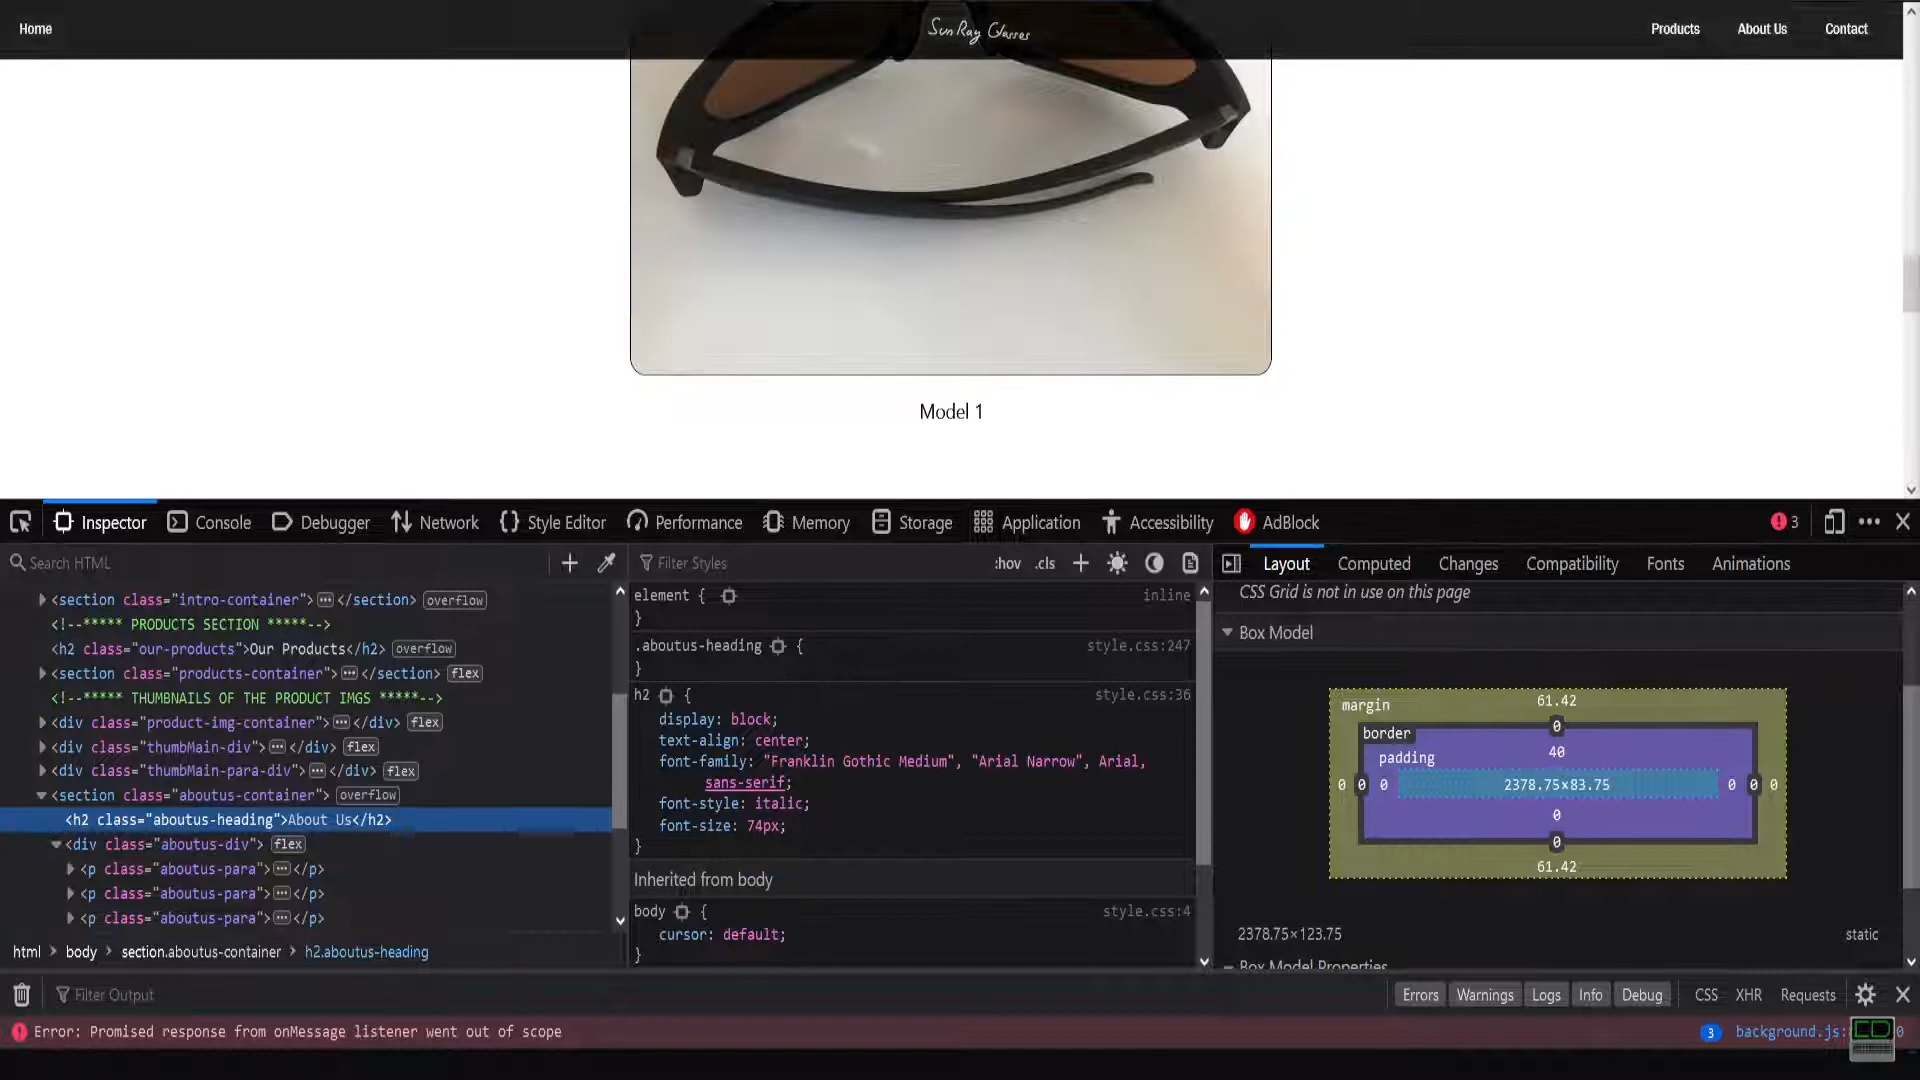 Home
SunRay Glasses
Products About Us Contact
Model 1
Inspector Console Debugger Network Style Editor Performance Memory Storage Application Accessibility AdBlock 3
Search HTML
<section class="intro-container"></section> overflow
<!--***** PRODUCTS SECTION *****-->
<h2 class="our-products">Our Products</h2> overflow
<section class="products-container"></section> flex
<!--***** THUMBNAILS OF THE PRODUCT IMGS *****-->
<div class="product-img-container"></div> flex
<div class="thumbMain-div"></div> flex
<div class="thumbMain-para-div"></div> flex
<section class="aboutus-container"> overflow
<h2 class="aboutus-heading">About Us</h2>
<div class="aboutus-div"> flex
<p class="aboutus-para"></p>
<p class="aboutus-para"></p>
<p class="aboutus-para"></p>
html > body > section.aboutus-container > h2.aboutus-heading
Filter Styles :hov .cls
element { inline
}
.aboutus-heading { style.css:247
}
h2 { style.css:36
display: block;
text-align: center;
font-family: "Franklin Gothic Medium", "Arial Narrow", Arial,
sans-serif;
font-style: italic;
font-size: 74px;
}
Inherited from body
body { style.css:4
cursor: default;
}
Layout Computed Changes Compatibility Fonts Animations
CSS Grid is not in use on this page
Box Model
margin 61.42
border 0
padding 40
0 0 0 2378.75×83.75 0 0 0
0
0
61.42
2378.75×123.75 static
Box Model Properties
Filter Output Errors Warnings Logs Info Debug CSS XHR Requests
Error: Promised response from onMessage listener went out of scope 3 background.js: